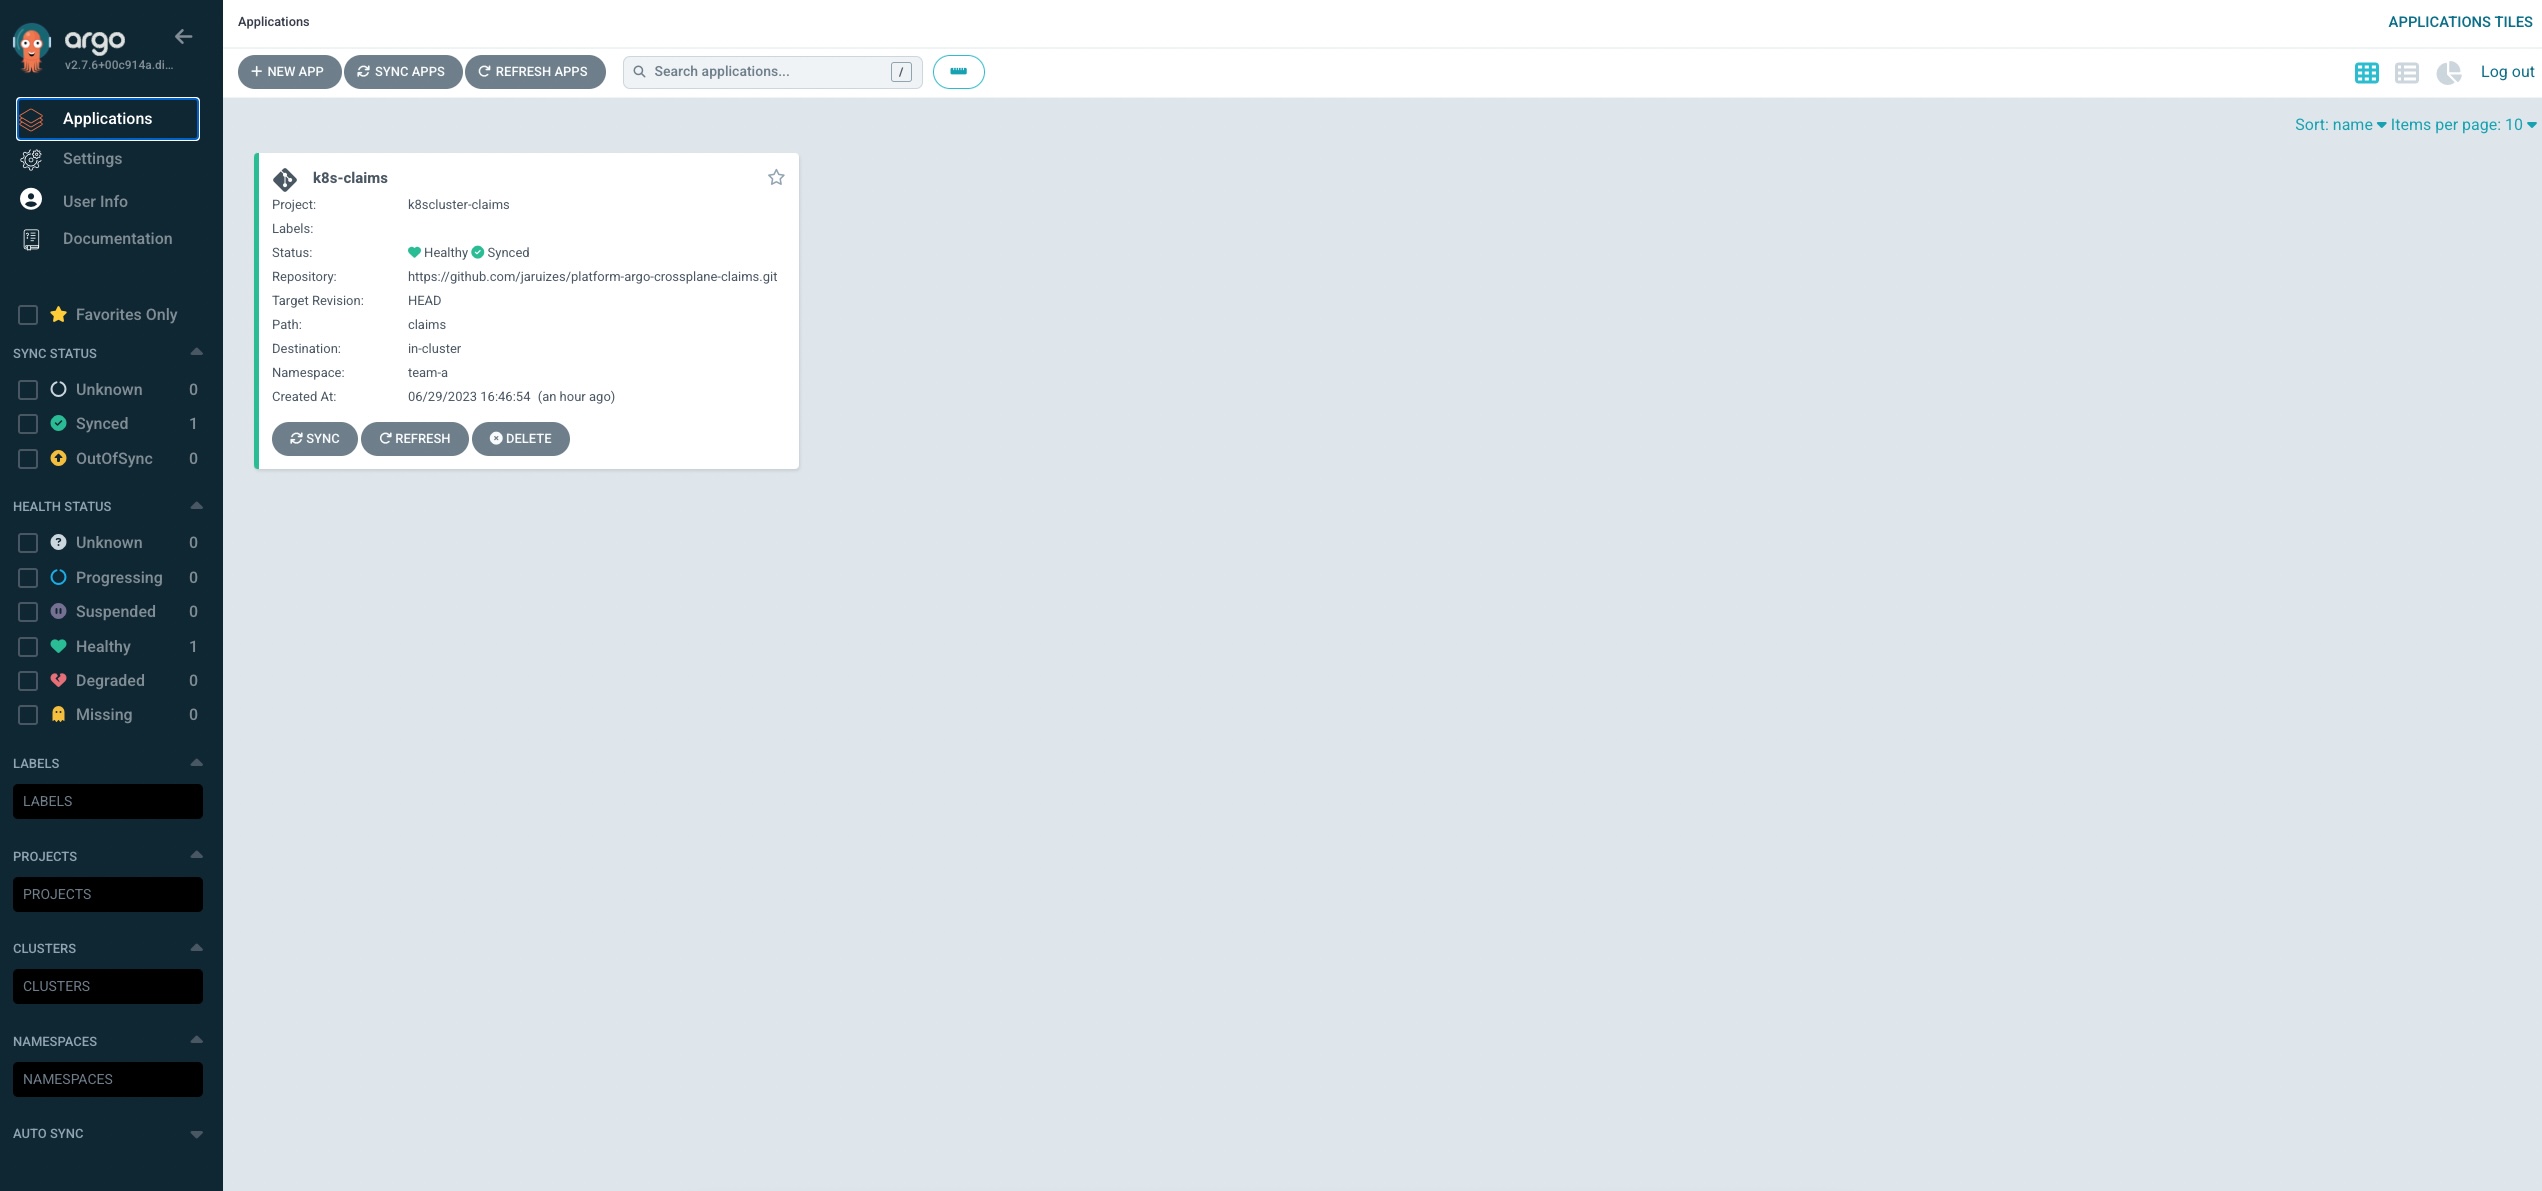 argo
v2.7.6+00c914a.di...
Applications
Settings
User Info
Documentation
Favorites Only
SYNC STATUS
Unknown 0
Synced 1
OutOfSync 0
HEALTH STATUS
Unknown 0
Progressing 0
Suspended 0
Healthy 1
Degraded 0
Missing 0
LABELS
LABELS
PROJECTS
PROJECTS
CLUSTERS
CLUSTERS
NAMESPACES
NAMESPACES
AUTO SYNC
Applications APPLICATIONS TILES
+ NEW APP SYNC APPS REFRESH APPS Search applications... / Log out
Sort: name Items per page: 10
k8s-claims
Project: k8scluster-claims
Labels:
Status: Healthy Synced
Repository: https://github.com/jaruizes/platform-argo-crossplane-claims.git
Target Revision: HEAD
Path: claims
Destination: in-cluster
Namespace: team-a
Created At: 06/29/2023 16:46:54 (an hour ago)
SYNC REFRESH DELETE